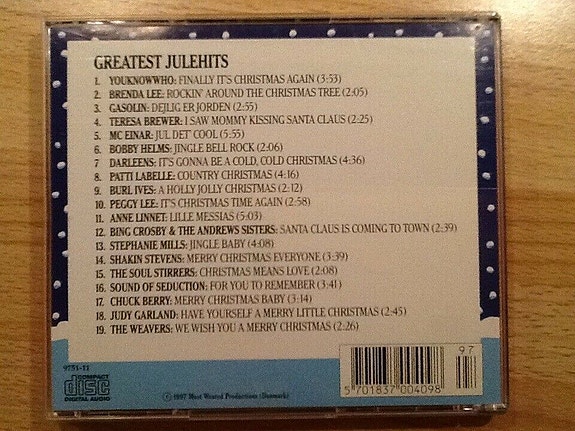 GREATEST JULEHITS
1. YOUKNOWWHO: FINALLY IT'S CHRISTMAS AGAIN (3:53)
2. BRENDA LEE: ROCKIN' AROUND THE CHRISTMAS TREE (2:05)
3. GASOLIN: DEJLIG ER JORDEN (2:55)
4. TERESA BREWER: I SAW MOMMY KISSING SANTA CLAUS (2:25)
5. MC EINAR: JUL DET' COOL (5:55)
6. BOBBY HELMS: JINGLE BELL ROCK (2:06)
7 DARLEENS: IT'S GONNA BE A COLD, COLD CHRISTMAS (4:36)
8. PATTI LABELLE: COUNTRY CHRISTMAS (4:16)
9. BURL IVES: A HOLLY JOLLY CHRISTMAS (2:12)
10. PEGGY LEE: IT'S CHRISTMAS TIME AGAIN (2:58)
11. ANNE LINNET: LILLE MESSIAS (5:03)
12. BING CROSBY & THE ANDREWS SISTERS: SANTA CLAUS IS COMING TO TOWN (2:39)
13. STEPHANIE MILLS: JINGLE BABY (4:08)
14. SHAKIN STEVENS: MERRY CHRISTMAS EVERYONE (3:39)
15. THE SOUL STIRRERS: CHRISTMAS MEANS LOVE (2:08)
16. SOUND OF SEDUCTION: FOR YOU TO REMEMBER (3:41)
17. CHUCK BERRY: MERRY CHRISTMAS BABY (3:14)
18. JUDY GARLAND: HAVE YOURSELF A MERRY LITTLE CHRISTMAS (2:45)
19. THE WEAVERS: WE WISH YOU A MERRY CHRISTMAS (2:26)
9751-11
COMPACT
disc
DIGITAL AUDIO
℗ 1997 Most Wanted Productions (Denmark)
97
5 701837 004098